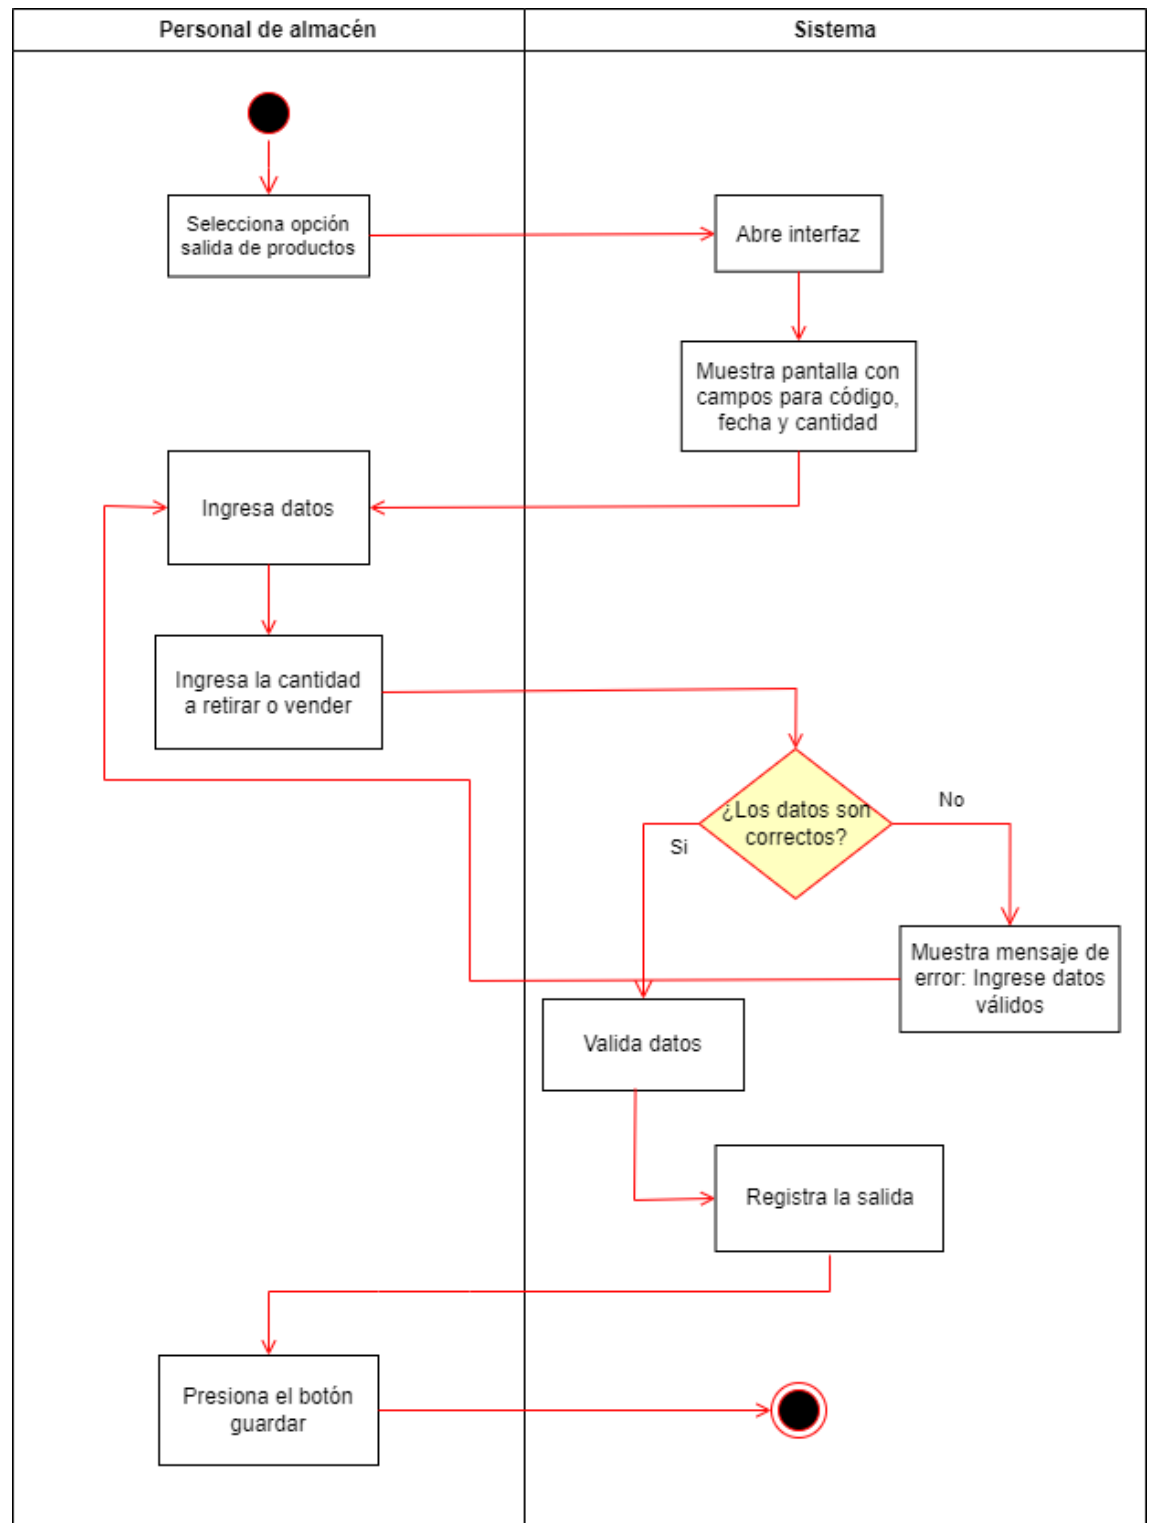 Personal de almacén
Sistema
Selecciona opción
salida de productos
Abre interfaz
Muestra pantalla con
campos para código,
fecha y cantidad
Ingresa datos
Ingresa la cantidad
a retirar o vender
¿Los datos son
correctos?
No
Si
Muestra mensaje de
error: Ingrese datos
válidos
Valida datos
Registra la salida
Presiona el botón
guardar